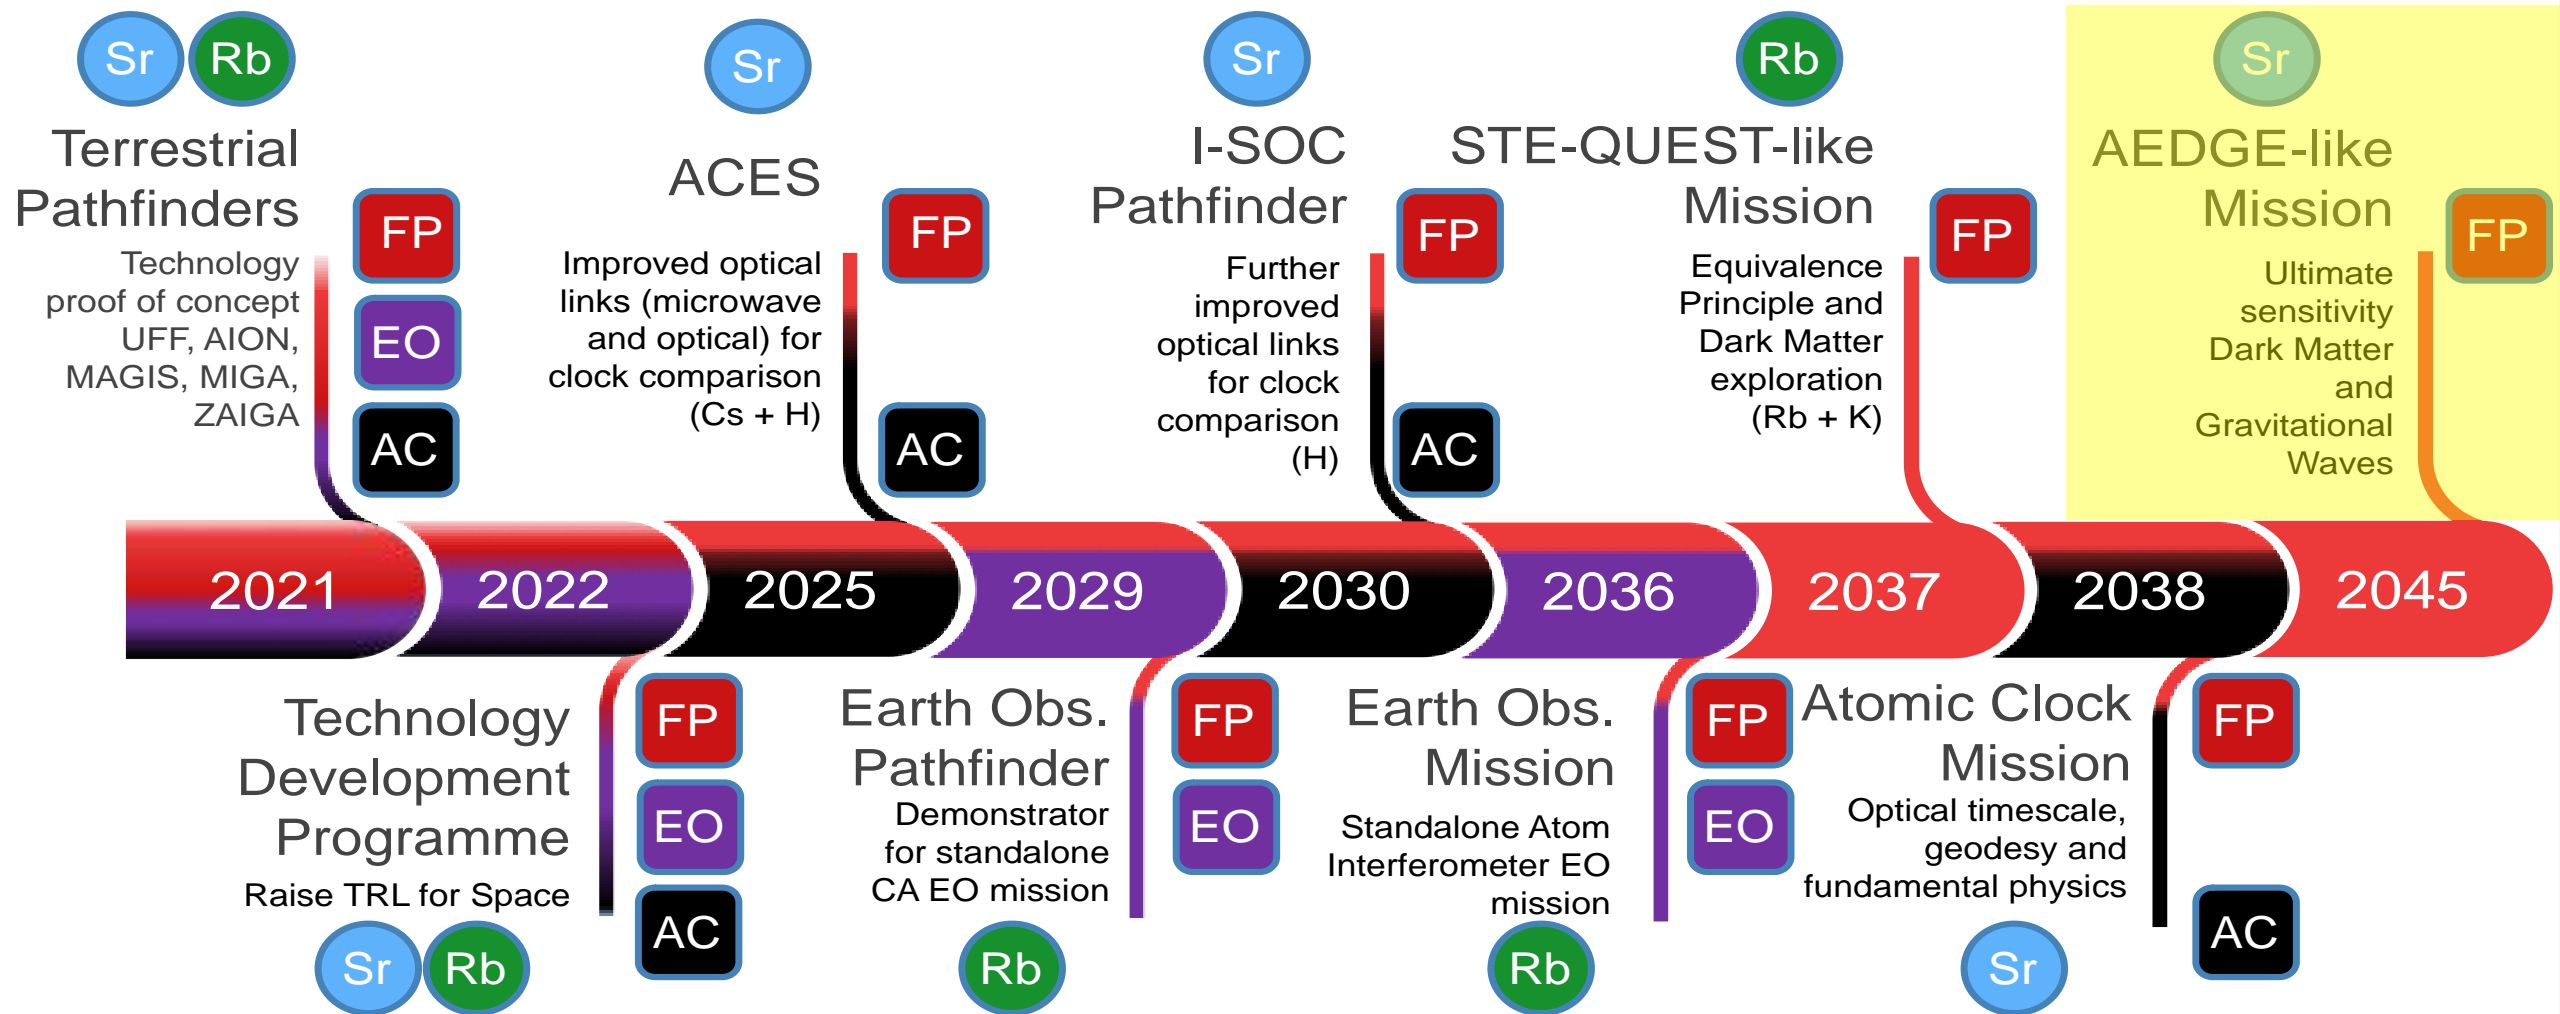 Sr Rb
Terrestrial
Pathfinders
Technology
proof of concept
UFF, AION,
MAGIS, MIGA,
ZAIGA
FP
EO
AC
Sr
ACES
Improved optical
links (microwave
and optical) for
clock comparison
(Cs + H)
FP
AC
Sr
I-SOC
Pathfinder
Further
improved
optical links
for clock
comparison
(H)
FP
AC
Rb
STE-QUEST-like
Mission
Equivalence
Principle and
Dark Matter
exploration
(Rb + K)
FP
Sr
AEDGE-like
Mission
Ultimate
sensitivity
Dark Matter
and
Gravitational
Waves
FP
2021 2022 2025 2029 2030 2036 2037 2038 2045
Technology
Development
Programme
Raise TRL for Space
Sr Rb
FP
EO
AC
Earth Obs.
Pathfinder
Demonstrator
for standalone
CA EO mission
Rb
FP
EO
Earth Obs.
Mission
Standalone Atom
Interferometer EO
mission
Rb
FP
EO
Atomic Clock
Mission
Optical timescale,
geodesy and
fundamental physics
Sr
FP
AC